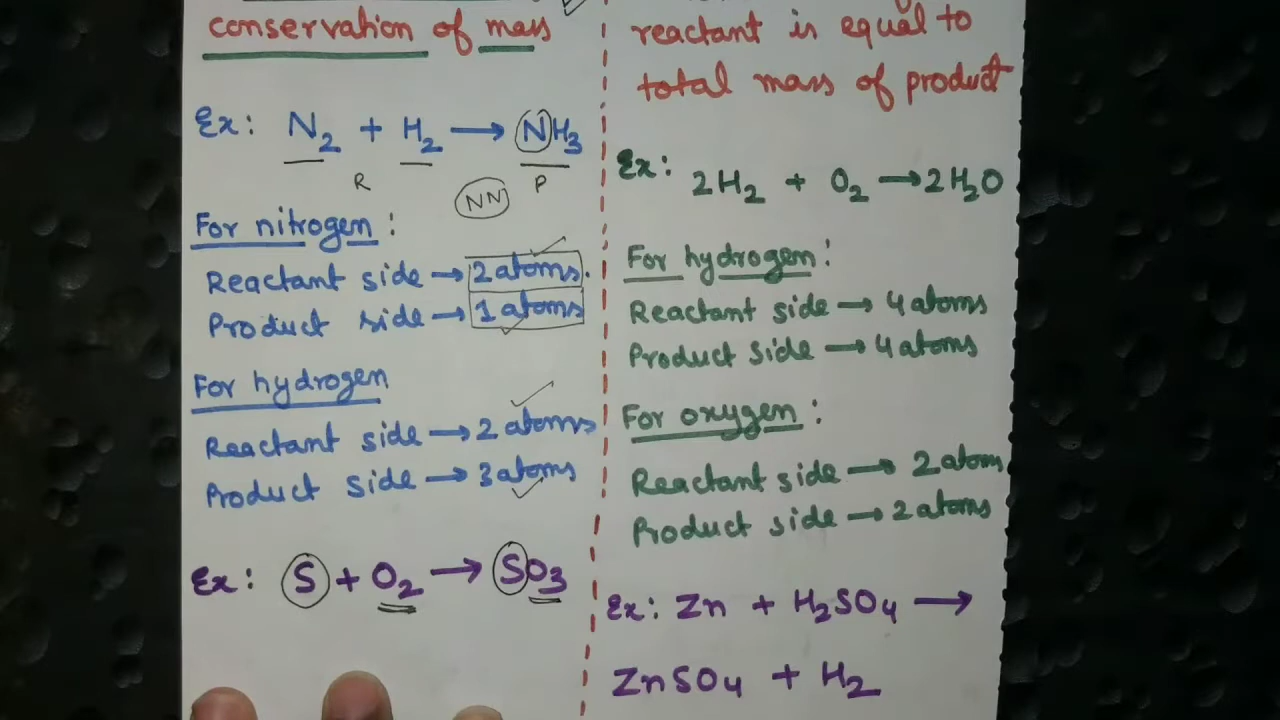 conservation of mass
Ex: N₂ + H₂ → NH₃
R
P
NN
For nitrogen:
Reactant side → 2 atoms.
Product side → 1 atoms
For hydrogen
Reactant side → 2 atoms
Product side → 3 atoms
Ex: S + O₂ → SO₃
reactant is equal to
total mass of product
Ex: 2H₂ + O₂ → 2H₂O
For hydrogen:
Reactant side → 4 atoms
Product side → 4 atoms
For oxygen:
Reactant side → 2 atom
Product side → 2 atoms
Ex: Zn + H₂SO₄ →
ZnSO₄ + H₂